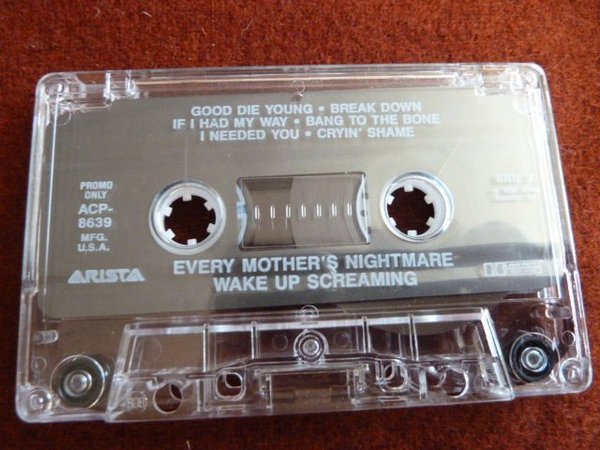 GOOD DIE YOUNG • BREAK DOWN
IF I HAD MY WAY • BANG TO THE BONE
I NEEDED YOU • CRYIN' SHAME
PROMO
ONLY
ACP-
8639
MFG.
U.S.A.
SIDE
ARISTA
EVERY MOTHER'S NIGHTMARE
WAKE UP SCREAMING